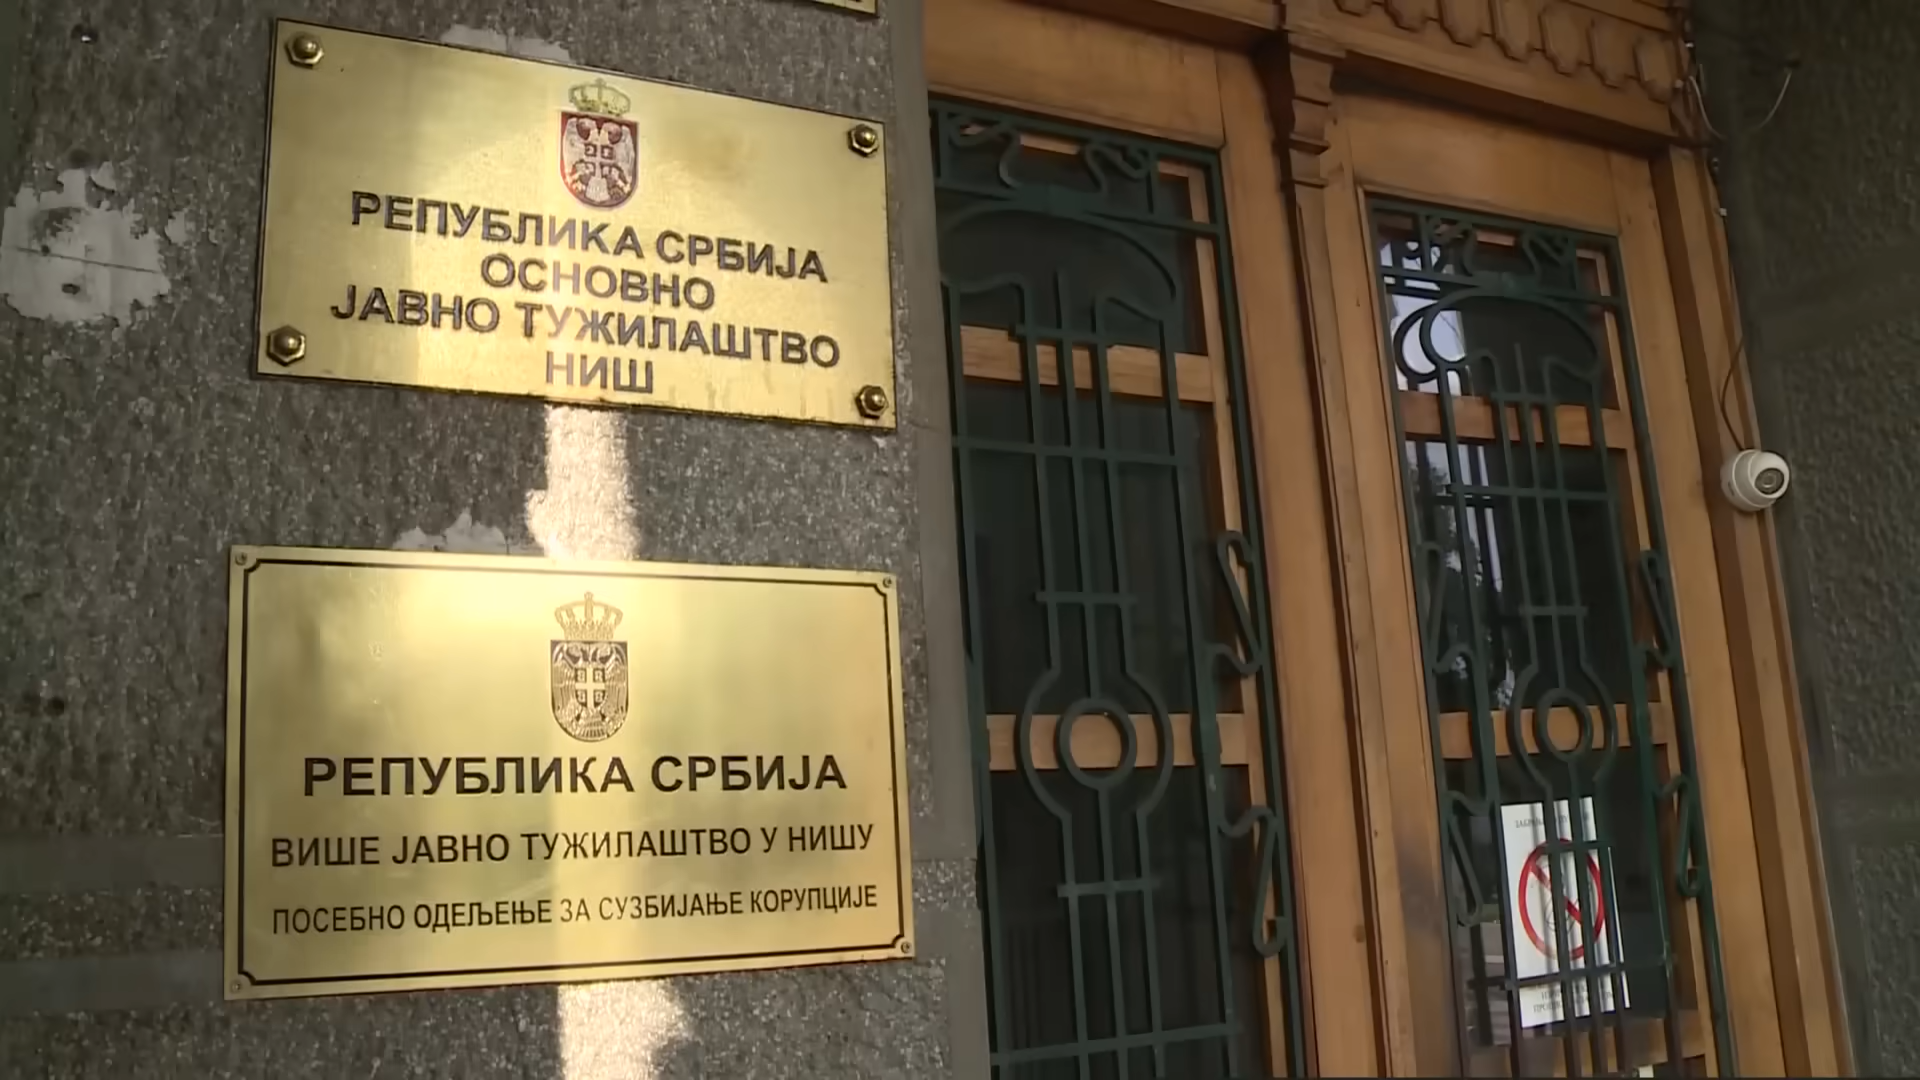 РЕПУБЛИКА СРБИЈА
ОСНОВНО
ЈАВНО ТУЖИЛАШТВО
НИШ
РЕПУБЛИКА СРБИЈА
ВИШЕ ЈАВНО ТУЖИЛАШТВО У НИШУ
ПОСЕБНО ОДЕЉЕЊЕ ЗА СУЗБИЈАЊЕ КОРУПЦИЈЕ